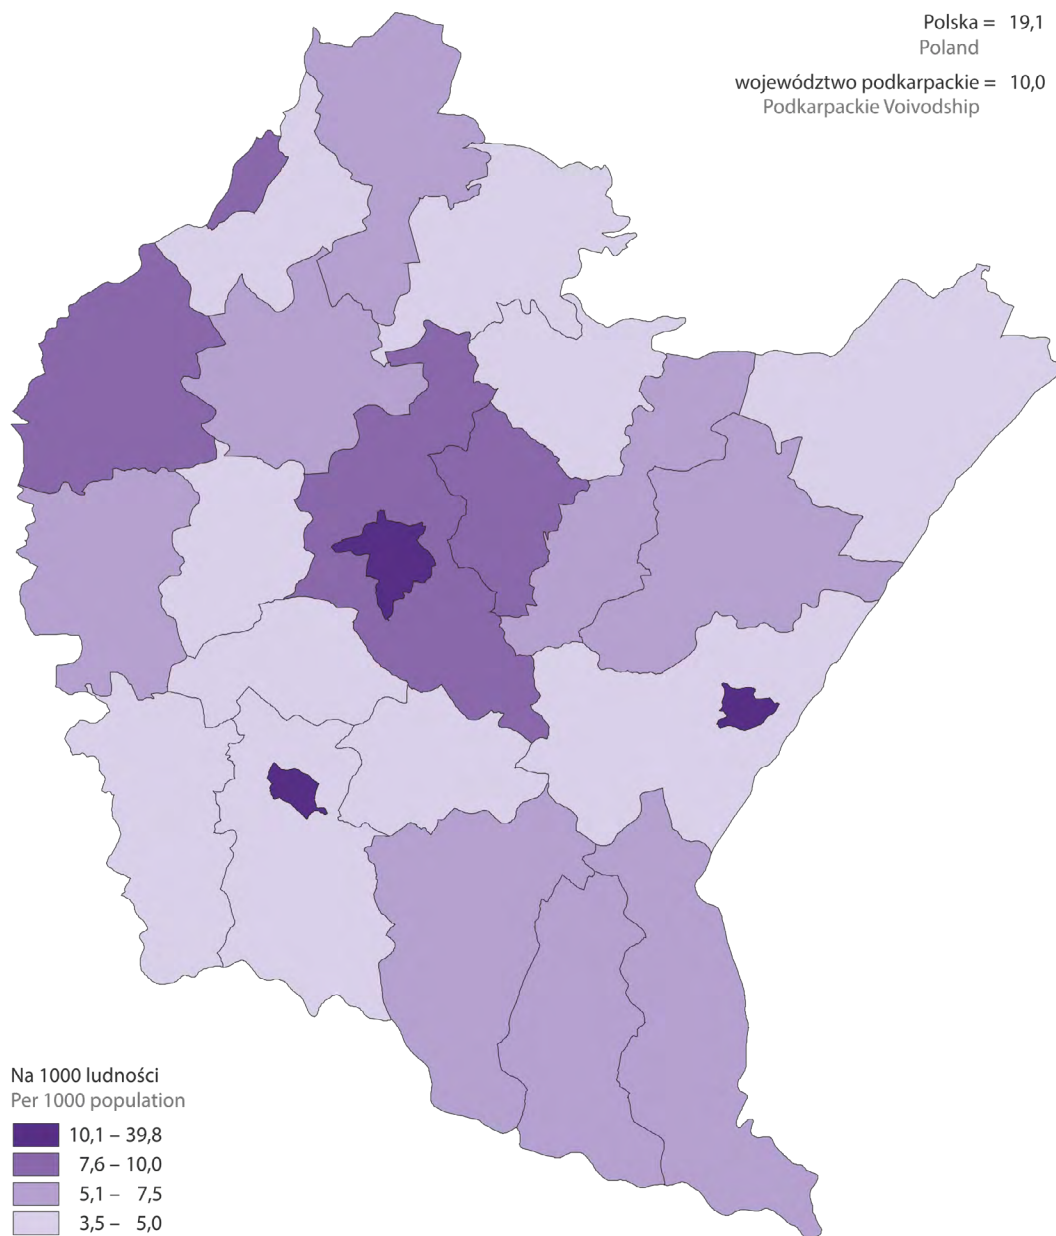 Polska = 19,1
Poland
województwo podkarpackie = 10,0
Podkarpackie Voivodship
Na 1000 ludności
Per 1000 population
10,1 – 39,8
7,6 – 10,0
5,1 – 7,5
3,5 – 5,0